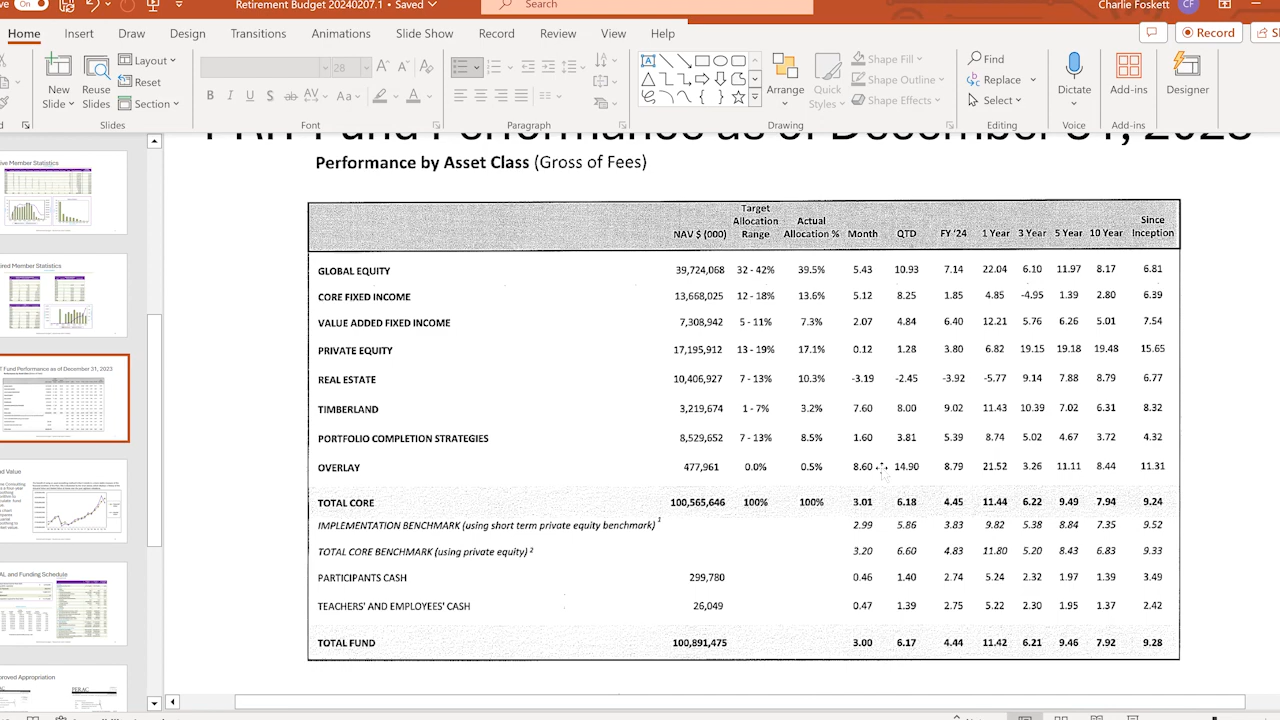 On
Retirement Budget 20240207.1 • Saved
Search
Charlie Foskett
CF
Home Insert Draw Design Transitions Animations Slide Show Record Review View Help
Record
New Slide
Reuse Slides
Layout
Reset
Section
Slides
28
B I U S ab AV Aa A
Font
Paragraph
Arrange
Quick Styles
Shape Fill
Shape Outline
Shape Effects
Drawing
Find
Replace
Select
Editing
Dictate
Voice
Add-ins
Add-ins
Designer
Fund Performance as of December 31, 2023
Performance by Asset Class (Gross of Fees)
NAV $ (000) Target Allocation Range Actual Allocation % Month QTD FY '24 1 Year 3 Year 5 Year 10 Year Since Inception
GLOBAL EQUITY 39,724,068 32 - 42% 39.5% 5.43 10.93 7.14 22.04 6.10 11.97 8.17 6.81
CORE FIXED INCOME 13,668,025 12 - 18% 13.6% 5.12 8.25 1.85 4.85 -4.95 1.39 2.80 6.39
VALUE ADDED FIXED INCOME 7,308,942 5 - 11% 7.3% 2.07 4.84 6.40 12.21 5.76 6.26 5.01 7.54
PRIVATE EQUITY 17,195,912 13 - 19% 17.1% 0.12 1.28 3.80 6.82 19.15 19.18 19.48 15.65
REAL ESTATE 10,406,927 7 - 13% 10.3% -3.19 -2.45 -3.92 -5.77 9.14 7.88 8.79 6.77
TIMBERLAND 3,219,674 1 - 7% 3.2% 7.60 8.00 9.02 11.43 10.39 7.02 6.31 8.32
PORTFOLIO COMPLETION STRATEGIES 8,529,652 7 - 13% 8.5% 1.60 3.81 5.39 8.74 5.02 4.67 3.72 4.32
OVERLAY 477,961 0.0% 0.5% 8.60 14.90 8.79 21.52 3.26 11.11 8.44 11.31
TOTAL CORE 100,565,646 100% 100% 3.01 6.18 4.45 11.44 6.22 9.49 7.94 9.24
IMPLEMENTATION BENCHMARK (using short term private equity benchmark) 1 2.99 5.86 3.83 9.82 5.38 8.84 7.35 9.52
TOTAL CORE BENCHMARK (using private equity) 2 3.20 6.60 4.83 11.80 5.20 8.43 6.83 9.33
PARTICIPANTS CASH 299,780 0.46 1.40 2.74 5.24 2.32 1.97 1.39 3.49
TEACHERS' AND EMPLOYEES' CASH 26,049 0.47 1.39 2.75 5.22 2.30 1.95 1.37 2.42
TOTAL FUND 100,891,475 3.00 6.17 4.44 11.42 6.21 9.46 7.92 9.28
Member Statistics
Member Statistics
Fund Performance as of December 31, 2023
Value
and Funding Schedule
Appropriation
PERAC